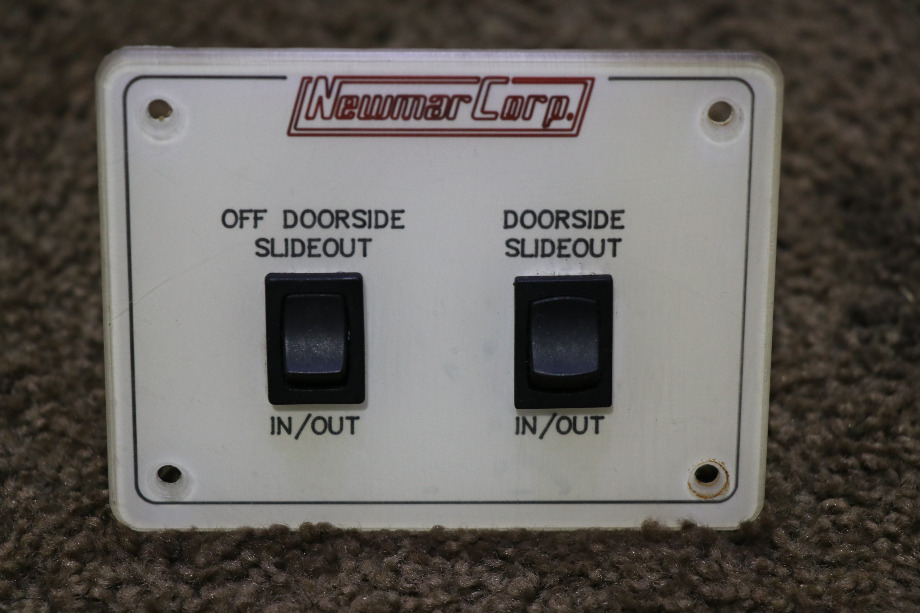 Newmar Corp.
OFF DOORSIDE
SLIDEOUT
IN/OUT
DOORSIDE
SLIDEOUT
IN/OUT